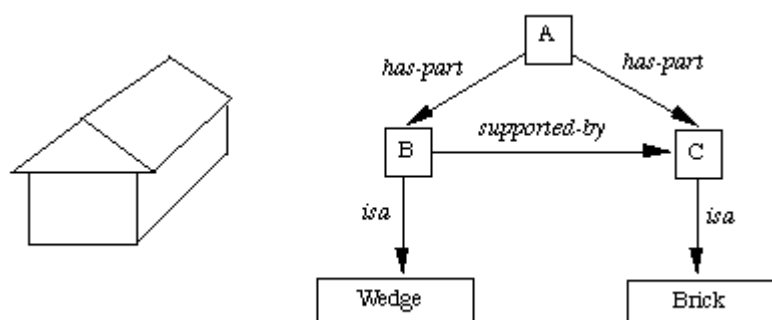 A
has-part has-part
B supported-by C
isa isa
Wedge Brick